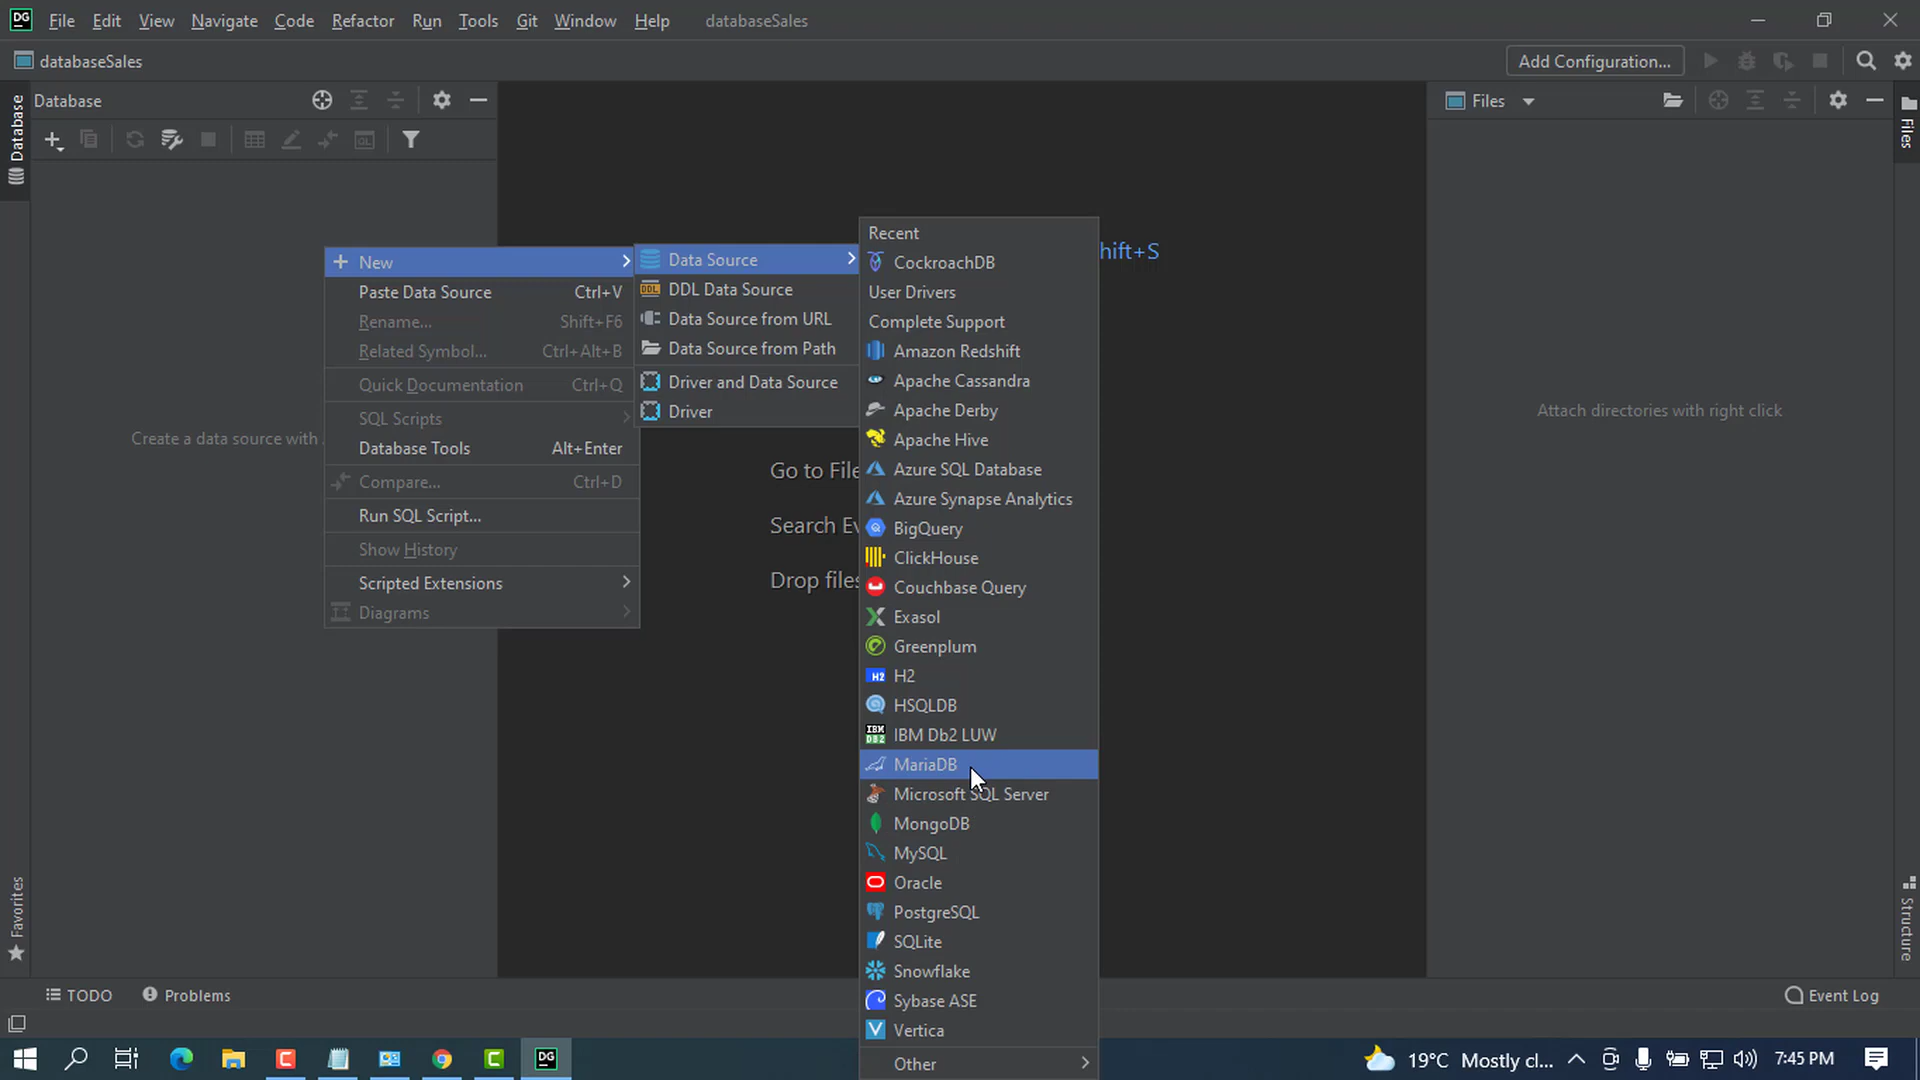 DG File Edit View Navigate Code Refactor Run Tools Git Window Help databaseSales
databaseSales
Add Configuration...
Database
Database
Favorites
Files
Files
Structure
Attach directories with right click
Create a data source with
hift+S
Go to File
Search Ev
Drop files
New
Paste Data Source Ctrl+V
Rename... Shift+F6
Related Symbol... Ctrl+Alt+B
Quick Documentation Ctrl+Q
SQL Scripts
Database Tools Alt+Enter
Compare... Ctrl+D
Run SQL Script...
Show History
Scripted Extensions
Diagrams
Data Source
DDL Data Source
Data Source from URL
Data Source from Path
Driver and Data Source
Driver
Recent
CockroachDB
User Drivers
Complete Support
Amazon Redshift
Apache Cassandra
Apache Derby
Apache Hive
Azure SQL Database
Azure Synapse Analytics
BigQuery
ClickHouse
Couchbase Query
Exasol
Greenplum
H2
HSQLDB
IBM Db2 LUW
MariaDB
Microsoft SQL Server
MongoDB
MySQL
Oracle
PostgreSQL
SQLite
Snowflake
Sybase ASE
Vertica
Other
TODO Problems
Event Log
DG
19°C Mostly cl... 7:45 PM